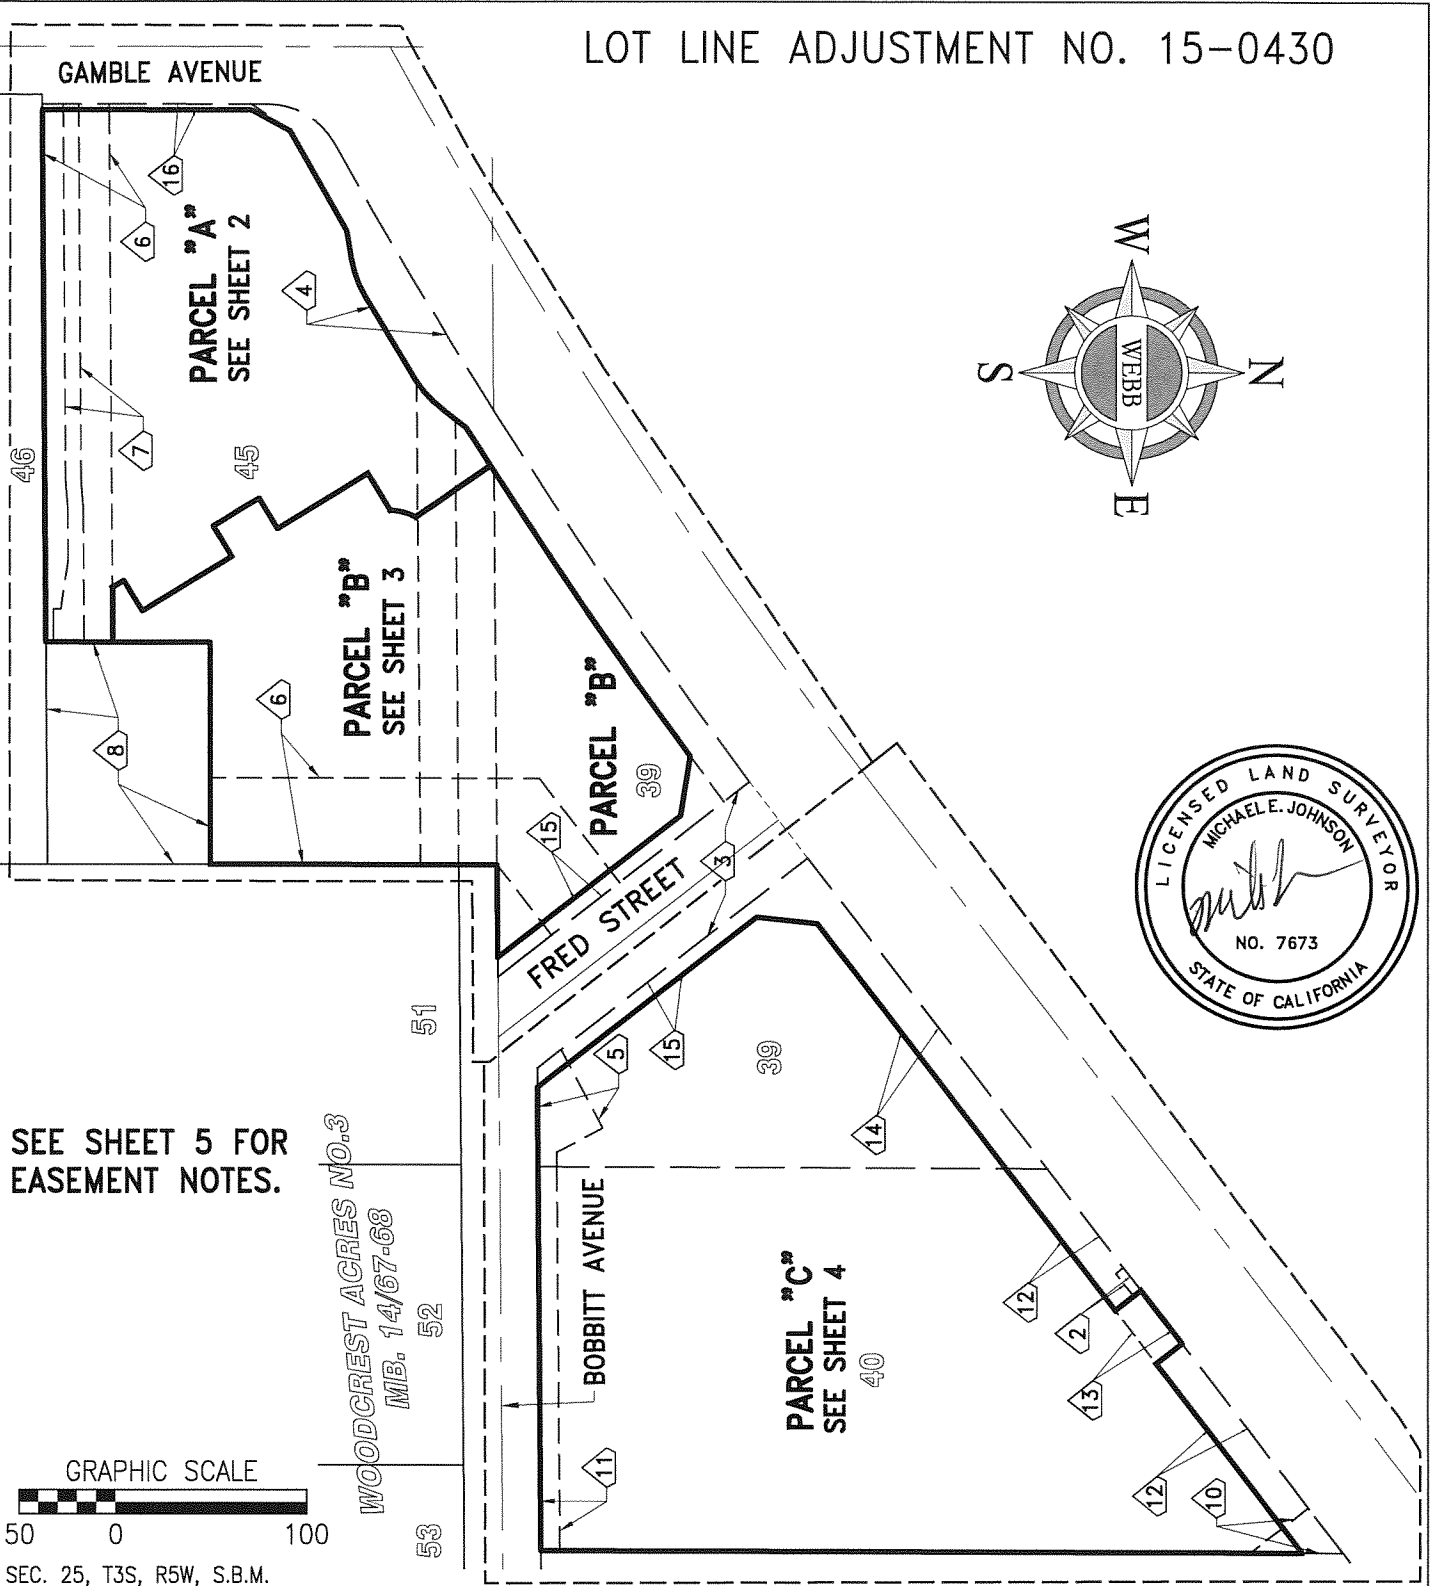 LOT LINE ADJUSTMENT NO. 15-0430
GAMBLE AVENUE
16
6
PARCEL "A"
SEE SHEET 2
4
7
46
45
W
S
N
E
WEBB
PARCEL "B"
SEE SHEET 3
6
8
PARCEL "B"
39
15
3
FRED STREET
LICENSED LAND SURVEYOR
MICHAEL E. JOHNSON
NO. 7673
STATE OF CALIFORNIA
51
5
15
39
14
SEE SHEET 5 FOR
EASEMENT NOTES.
WOODCREST ACRES NO.3
MB. 14/67-68
52
53
BOBBITT AVENUE
11
PARCEL "C"
SEE SHEET 4
40
12
2
13
12
10
GRAPHIC SCALE
50 0 100
SEC. 25, T3S, R5W, S.B.M.